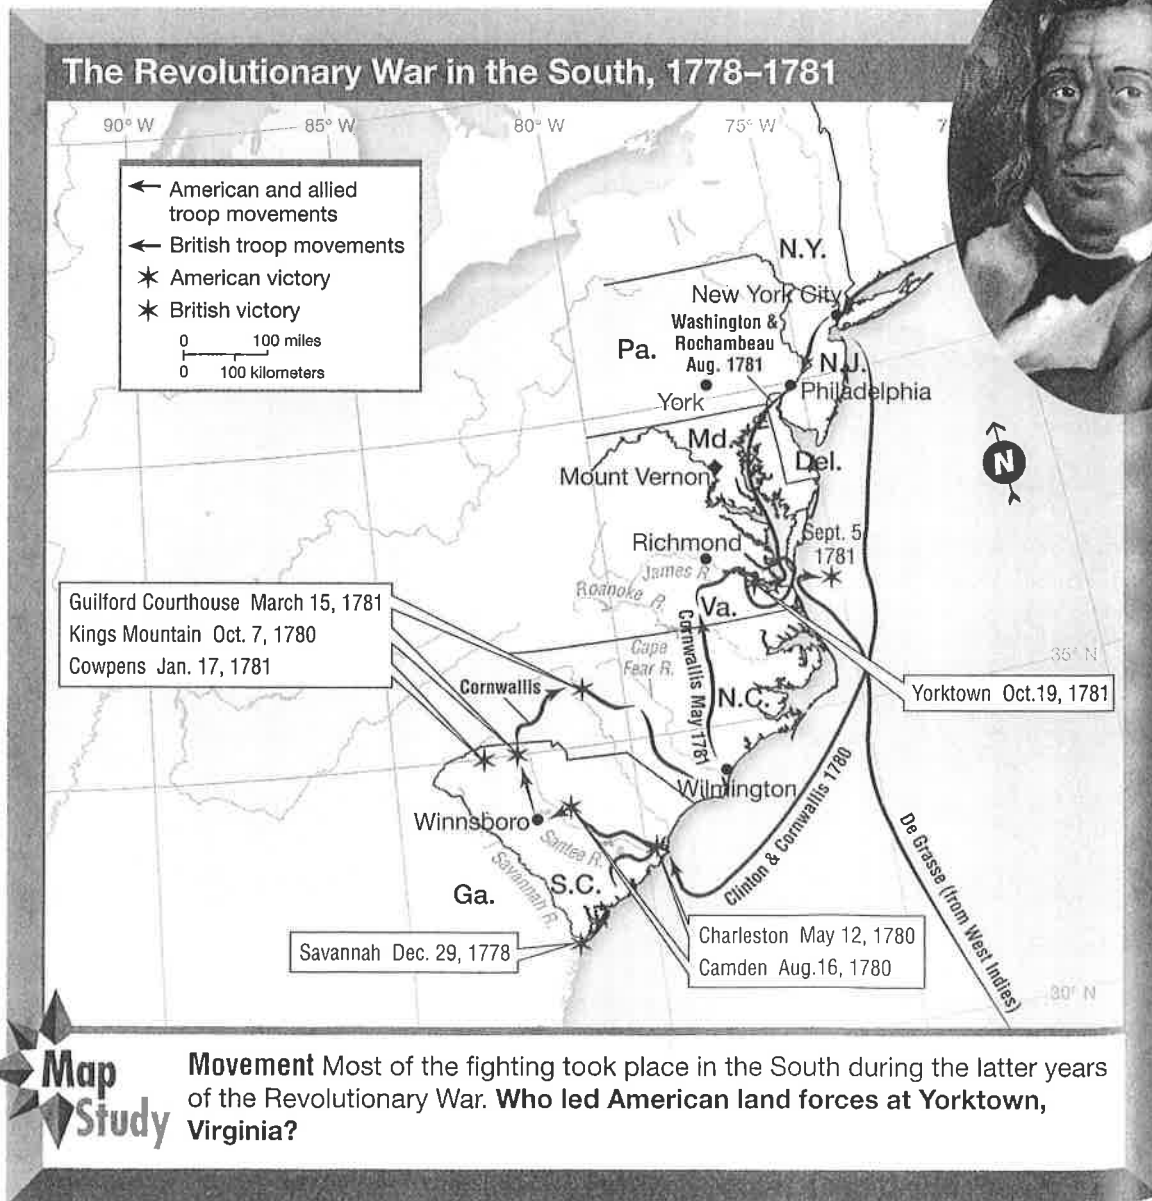 The Revolutionary War in the South, 1778–1781
90° W
85° W
80° W
75° W
7
American and allied
troop movements
British troop movements
American victory
British victory
0 100 miles
0 100 kilometers
N.Y.
New York City
Washington &
Rochambeau
Aug. 1781
Pa.
N.J.
Philadelphia
York
Md.
Del.
Mount Vernon
N
Richmond
Sept. 5
1781
James R.
Roanoke R.
Va.
Guilford Courthouse March 15, 1781
Kings Mountain Oct. 7, 1780
Cowpens Jan. 17, 1781
Cape
Fear R.
35° N
Cornwallis
Cornwallis May 1781
N.C.
Yorktown Oct.19, 1781
Wilmington
Winnsboro
Santee R.
Savannah R.
S.C.
Ga.
Clinton & Cornwallis 1780
De Grasse (from West Indies)
Savannah Dec. 29, 1778
Charleston May 12, 1780
Camden Aug.16, 1780
30° N
Map
Study
Movement Most of the fighting took place in the South during the latter years
of the Revolutionary War. Who led American land forces at Yorktown,
Virginia?